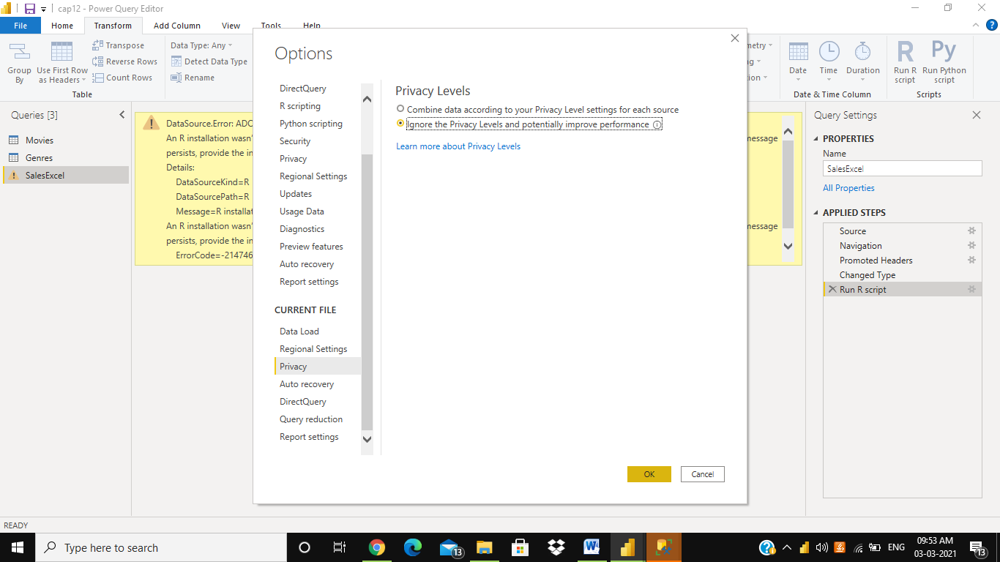 cap12 - Power Query Editor
File Home Transform Add Column View Tools Help
Group By
Use First Row as Headers
Transpose
Reverse Rows
Count Rows
Table
Data Type: Any
Detect Data Type
Rename
Date
Time
Duration
Date & Time Column
R
Run R script
Py
Run Python script
Scripts
Queries [3]
Movies
Genres
SalesExcel
DataSource.Error: ADO
An R installation wasn'
message
persists, provide the in
Details:
DataSourceKind=R
DataSourcePath=R
Message=R installat
An R installation wasn'
message
persists, provide the in
ErrorCode=-214746
Options
DirectQuery
R scripting
Python scripting
Security
Privacy
Regional Settings
Updates
Usage Data
Diagnostics
Preview features
Auto recovery
Report settings
CURRENT FILE
Data Load
Regional Settings
Privacy
Auto recovery
DirectQuery
Query reduction
Report settings
Privacy Levels
Combine data according to your Privacy Level settings for each source
Ignore the Privacy Levels and potentially improve performance
Learn more about Privacy Levels
OK
Cancel
Query Settings
PROPERTIES
Name
SalesExcel
All Properties
APPLIED STEPS
Source
Navigation
Promoted Headers
Changed Type
Run R script
READY
Type here to search
13
ENG
09:53 AM
03-03-2021
13